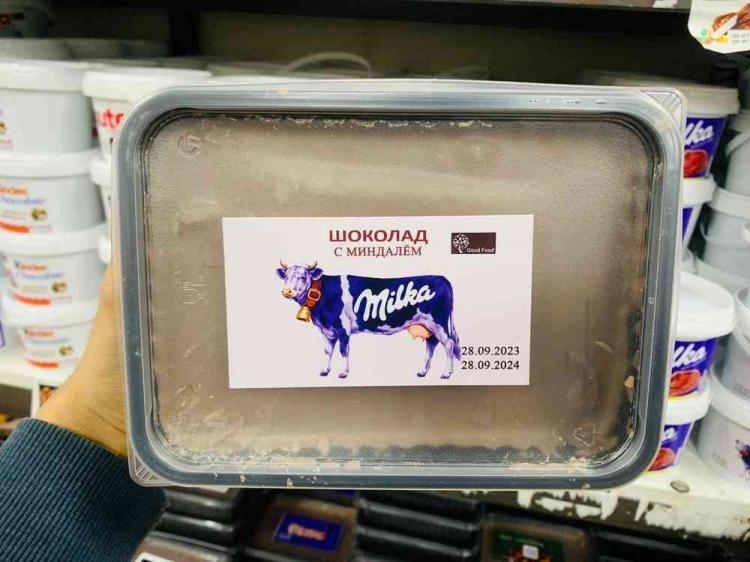 ШОКОЛАД
С МИНДАЛЁМ
Good Food
Milka
28.09.2023
28.09.2024